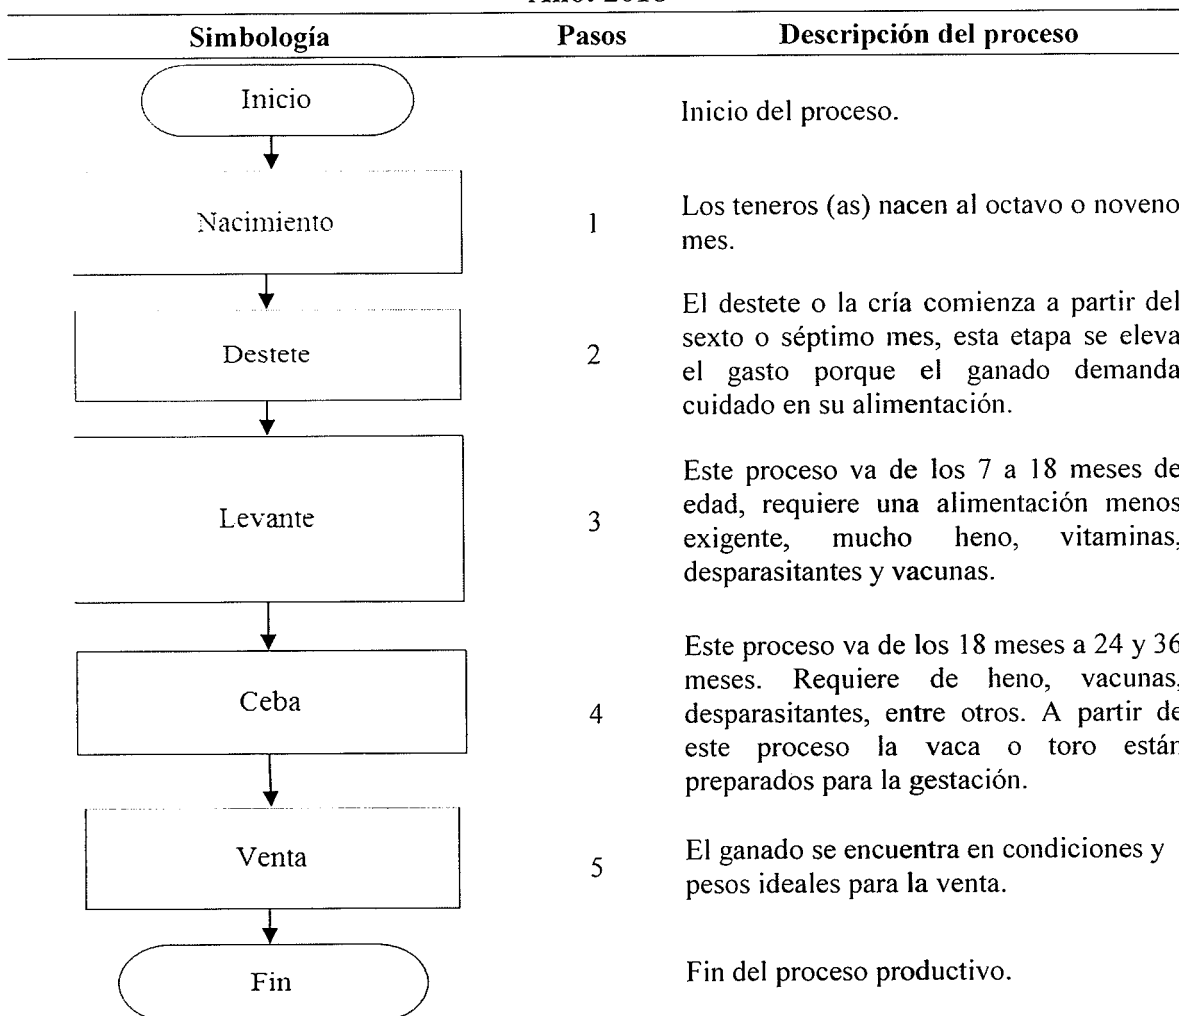 Año: 2018
Simbología Pasos Descripción del proceso
Inicio
Inicio del proceso.
Nacimiento
1
Los teneros (as) nacen al octavo o noveno
mes.
Destete
2
El destete o la cría comienza a partir del
sexto o séptimo mes, esta etapa se eleva
el gasto porque el ganado demanda
cuidado en su alimentación.
Levante
3
Este proceso va de los 7 a 18 meses de
edad, requiere una alimentación menos
exigente, mucho heno, vitaminas,
desparasitantes y vacunas.
Ceba
4
Este proceso va de los 18 meses a 24 y 36
meses. Requiere de heno, vacunas,
desparasitantes, entre otros. A partir de
este proceso la vaca o toro están
preparados para la gestación.
Venta
5
El ganado se encuentra en condiciones y
pesos ideales para la venta.
Fin
Fin del proceso productivo.